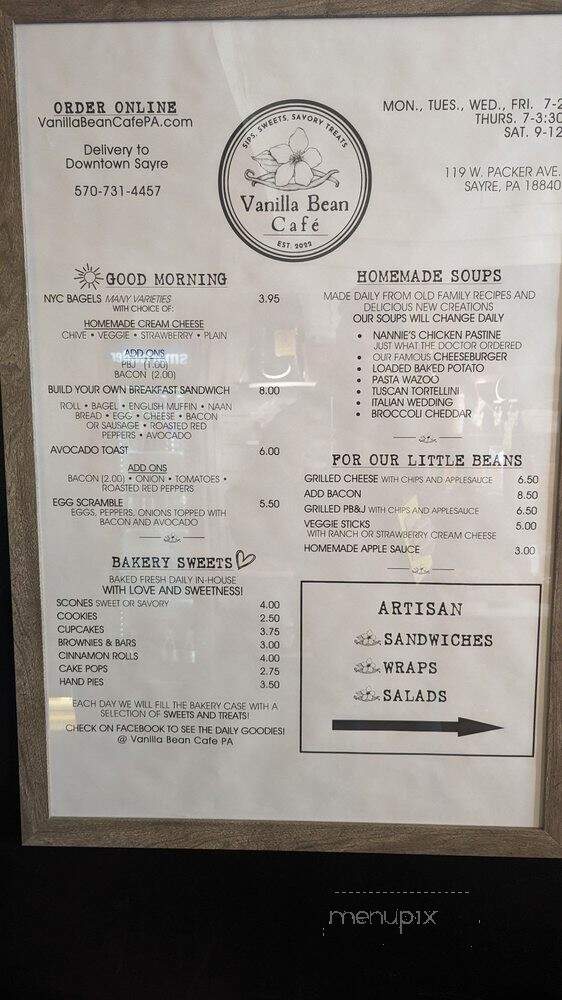 ORDER ONLINE
VanillaBeanCafePA.com
Delivery to
Downtown Sayre
570-731-4457
SIPS, SWEETS, SAVORY TREATS
Vanilla Bean
Café
EST. 2022
MON., TUES., WED., FRI. 7-2
THURS. 7-3:30
SAT. 9-12
119 W. PACKER AVE.
SAYRE, PA 18840
GOOD MORNING
NYC BAGELS MANY VARIETIES 3.95
WITH CHOICE OF:
HOMEMADE CREAM CHEESE
CHIVE • VEGGIE • STRAWBERRY • PLAIN
ADD ONS
PBJ (1.00)
BACON (2.00)
BUILD YOUR OWN BREAKFAST SANDWICH 8.00
ROLL • BAGEL • ENGLISH MUFFIN • NAAN
BREAD • EGG • CHEESE • BACON
OR SAUSAGE • ROASTED RED
PEPPERS • AVOCADO
AVOCADO TOAST 6.00
ADD ONS
BACON (2.00) • ONION • TOMATOES •
ROASTED RED PEPPERS
EGG SCRAMBLE 5.50
EGGS, PEPPERS, ONIONS TOPPED WITH
BACON AND AVOCADO
BAKERY SWEETS
BAKED FRESH DAILY IN-HOUSE
WITH LOVE AND SWEETNESS!
SCONES SWEET OR SAVORY 4.00
COOKIES 2.50
CUPCAKES 3.75
BROWNIES & BARS 3.00
CINNAMON ROLLS 4.00
CAKE POPS 2.75
HAND PIES 3.50
EACH DAY WE WILL FILL THE BAKERY CASE WITH A
SELECTION OF SWEETS AND TREATS!
CHECK ON FACEBOOK TO SEE THE DAILY GOODIES!
@ Vanilla Bean Cafe PA
HOMEMADE SOUPS
MADE DAILY FROM OLD FAMILY RECIPES AND
DELICIOUS NEW CREATIONS
OUR SOUPS WILL CHANGE DAILY
• NANNIE'S CHICKEN PASTINE
JUST WHAT THE DOCTOR ORDERED
• OUR FAMOUS CHEESEBURGER
• LOADED BAKED POTATO
• PASTA WAZOO
• TUSCAN TORTELLINI
• ITALIAN WEDDING
• BROCCOLI CHEDDAR
FOR OUR LITTLE BEANS
GRILLED CHEESE WITH CHIPS AND APPLESAUCE 6.50
ADD BACON 8.50
GRILLED PB&J WITH CHIPS AND APPLESAUCE 6.50
VEGGIE STICKS 5.00
WITH RANCH OR STRAWBERRY CREAM CHEESE
HOMEMADE APPLE SAUCE 3.00
ARTISAN
SANDWICHES
WRAPS
SALADS
menupix